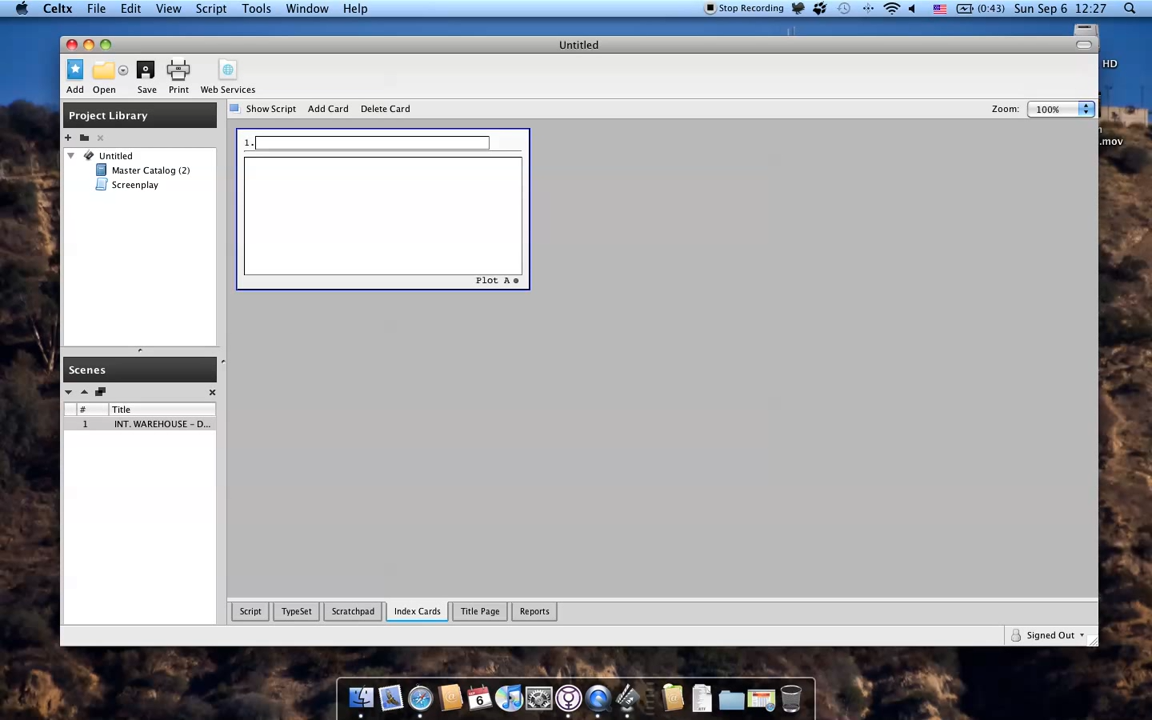 Celtx File Edit View Script Tools Window Help Stop Recording (0:43) Sun Sep 6 12:27
Untitled
HD
Add Open Save Print Web Services
Project Library
Show Script Add Card Delete Card Zoom: 100%
.mov
1.
Untitled
Master Catalog (2)
Screenplay
Plot A
Scenes
# Title
1 INT. WAREHOUSE - D...
Script TypeSet Scratchpad Index Cards Title Page Reports
Signed Out
6